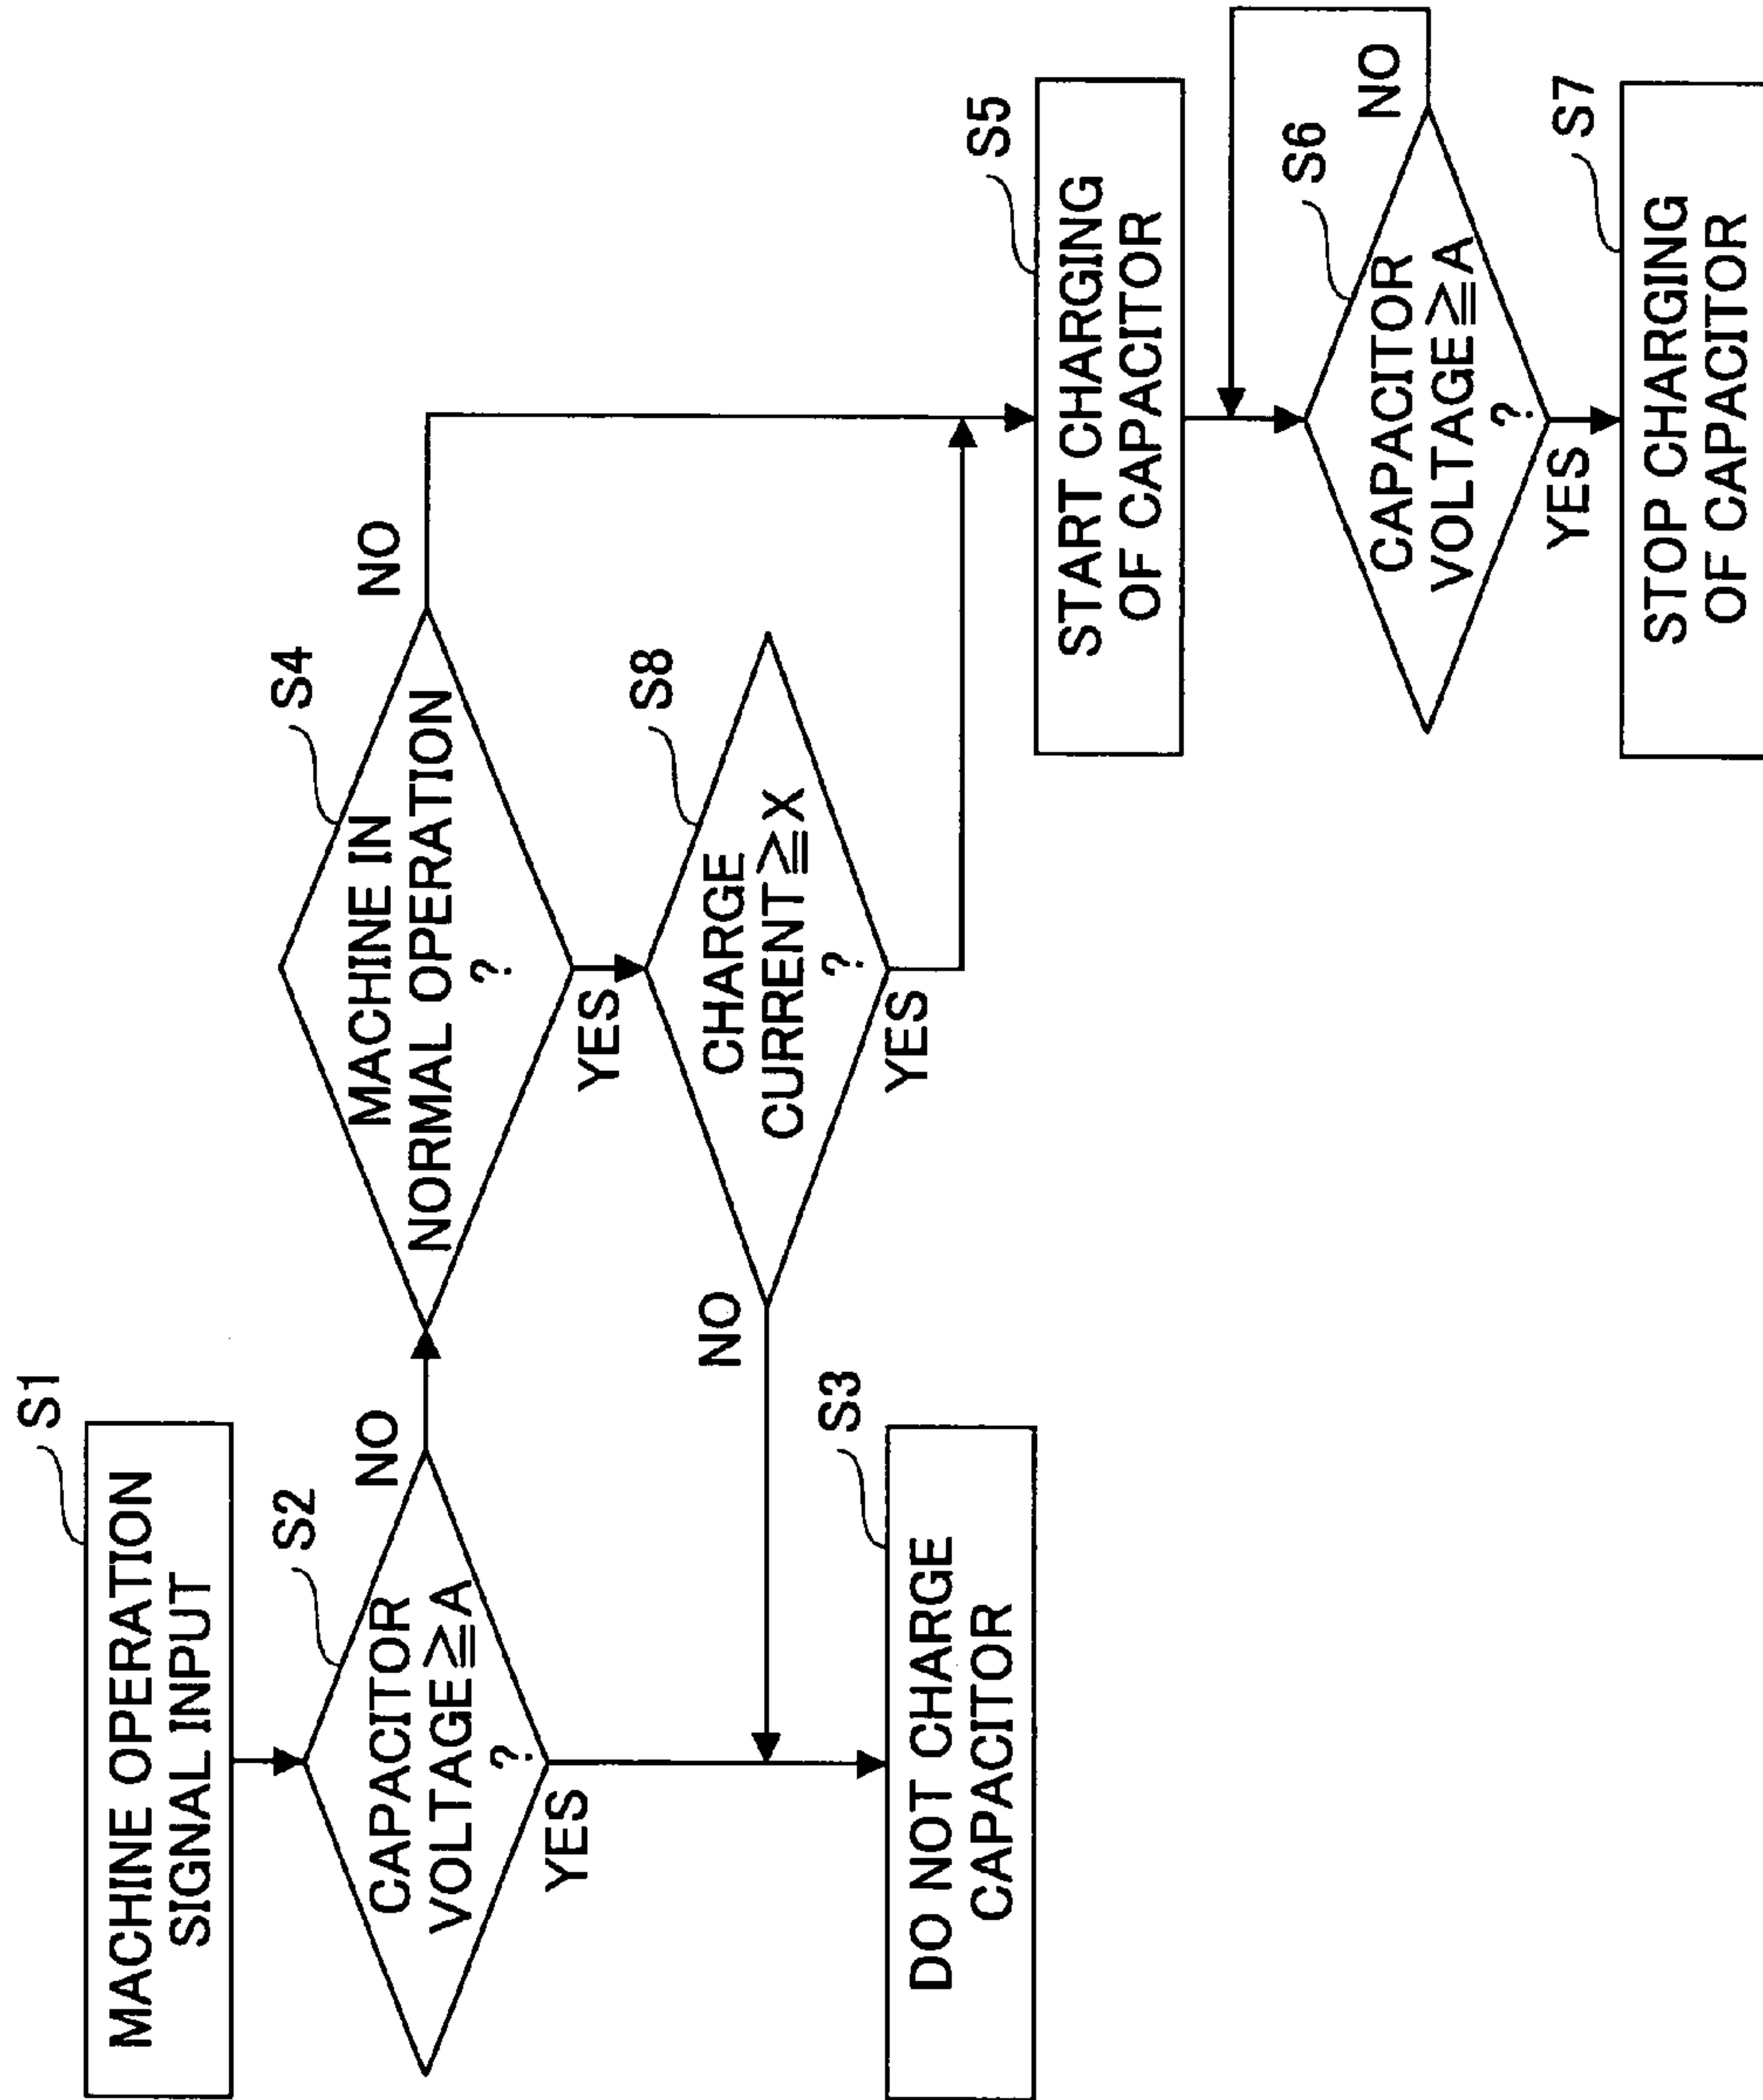 S1
MACHINE OPERATION
SIGNAL INPUT
S2
CAPACITOR
VOLTAGE≧A
?
NO
YES
S3
DO NOT CHARGE
CAPACITOR
S4
MACHINE IN
NORMAL OPERATION
?
NO
YES
S8
CHARGE
CURRENT≧X
?
NO
YES
S5
START CHARGING
OF CAPACITOR
S6
CAPACITOR
VOLTAGE≧A
?
NO
YES
S7
STOP CHARGING
OF CAPACITOR